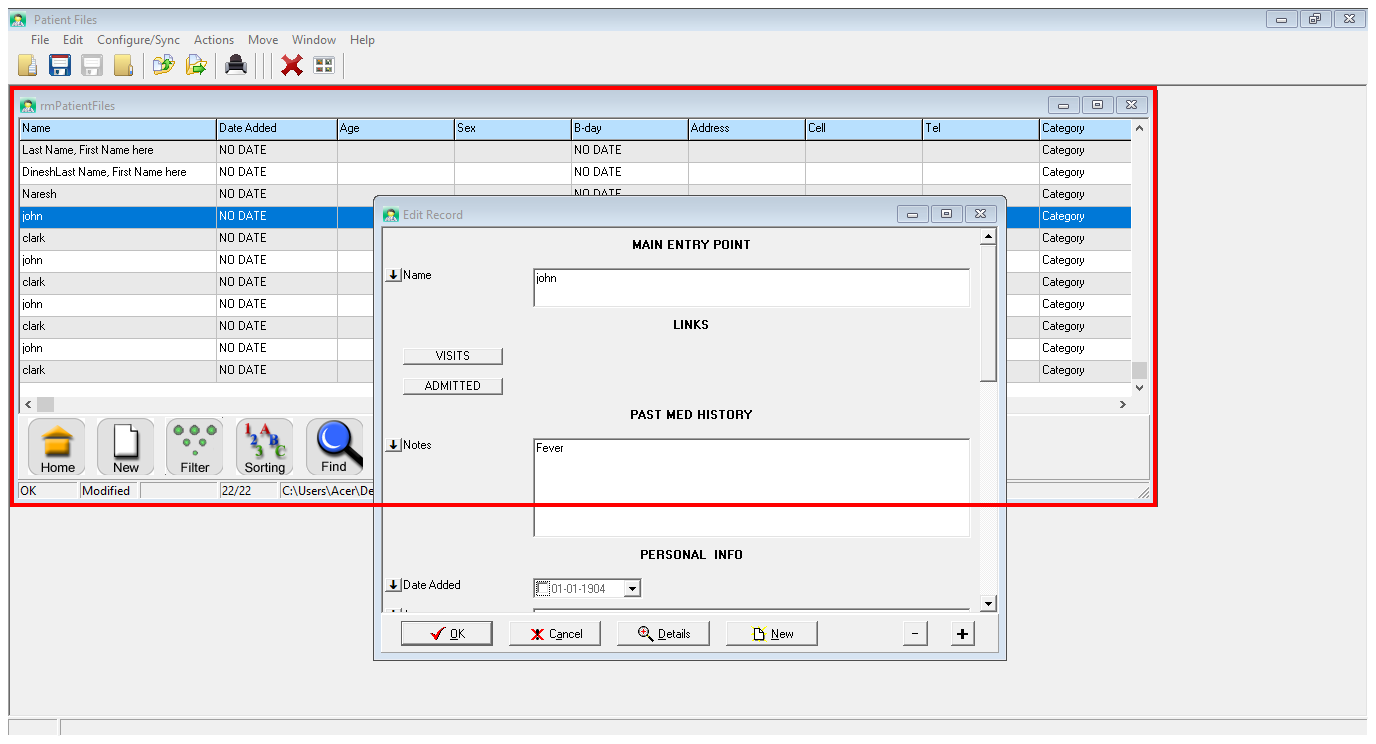 Patient Files
File Edit Configure/Sync Actions Move Window Help
rmPatientFiles
Name Date Added Age Sex B-day Address Cell Tel Category
Last Name, First Name here NO DATE NO DATE Category
DineshLast Name, First Name here NO DATE NO DATE Category
Naresh NO DATE NO DATE Category
john NO DATE Category
clark NO DATE Category
john NO DATE Category
clark NO DATE Category
john NO DATE Category
clark NO DATE Category
john NO DATE Category
clark NO DATE Category
Home New Filter Sorting Find
OK Modified 22/22 C:\Users\Acer\De
Edit Record
MAIN ENTRY POINT
Name john
LINKS
VISITS
ADMITTED
PAST MED HISTORY
Notes Fever
PERSONAL INFO
Date Added 01-01-1904
OK Cancel Details New - +